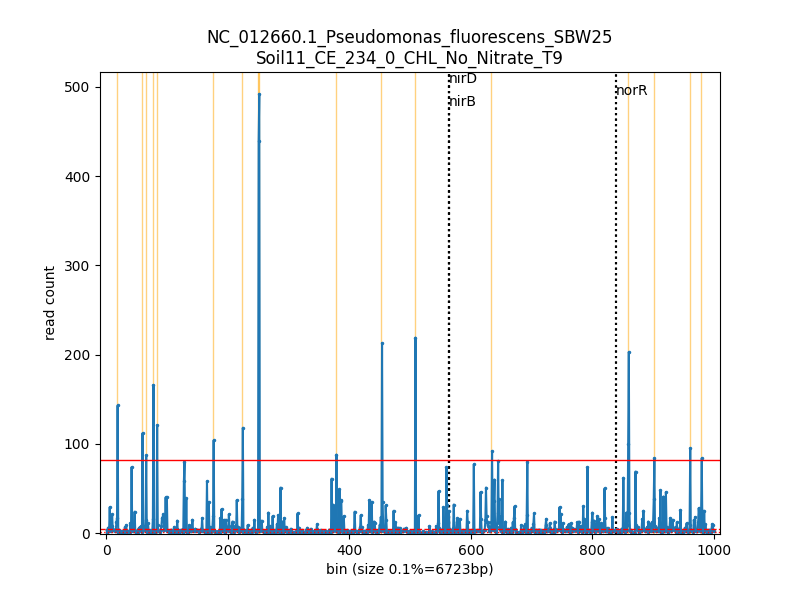 NC_012660.1_Pseudomonas_fluorescens_SBW25
Soil11_CE_234_0_CHL_No_Nitrate_T9
nirD
nirB
norR
500
400
300
200
100
0
read count
0
200
400
600
800
1000
bin (size 0.1%=6723bp)